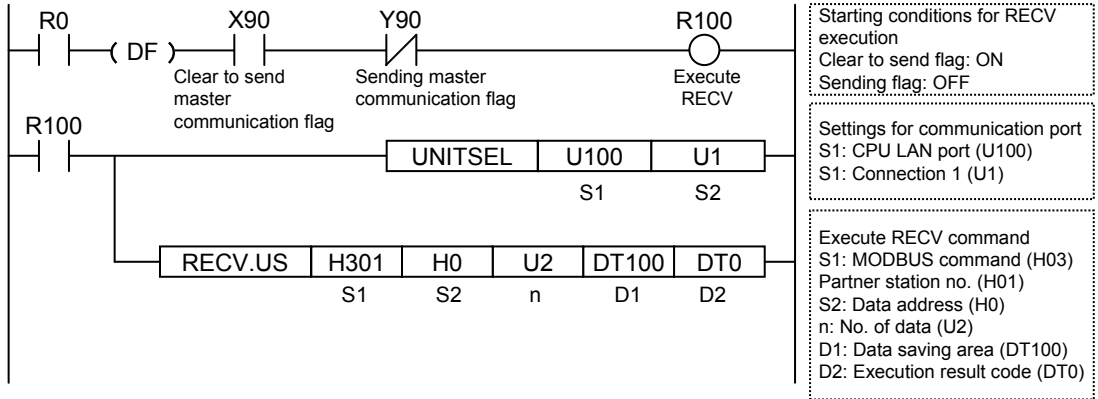 R0 X90 Y90 R100
( DF )
Clear to send
master
communication flag
Sending master
communication flag
Execute
RECV
Starting conditions for RECV
execution
Clear to send flag: ON
Sending flag: OFF
R100
UNITSEL U100 U1
S1 S2
Settings for communication port
S1: CPU LAN port (U100)
S1: Connection 1 (U1)
RECV.US H301 H0 U2 DT100 DT0
S1 S2 n D1 D2
Execute RECV command
S1: MODBUS command (H03)
Partner station no. (H01)
S2: Data address (H0)
n: No. of data (U2)
D1: Data saving area (DT100)
D2: Execution result code (DT0)